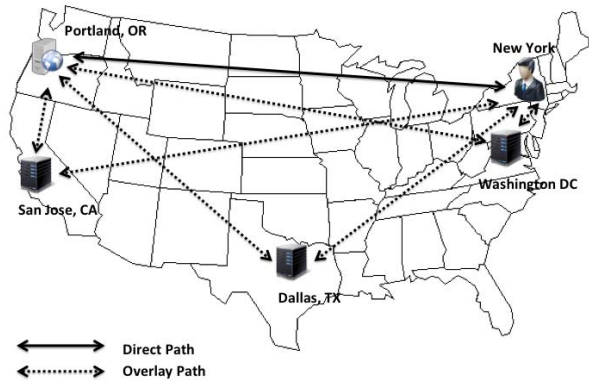 Portland, OR
New York
Washington DC
San Jose, CA
Dallas, TX
Direct Path
Overlay Path